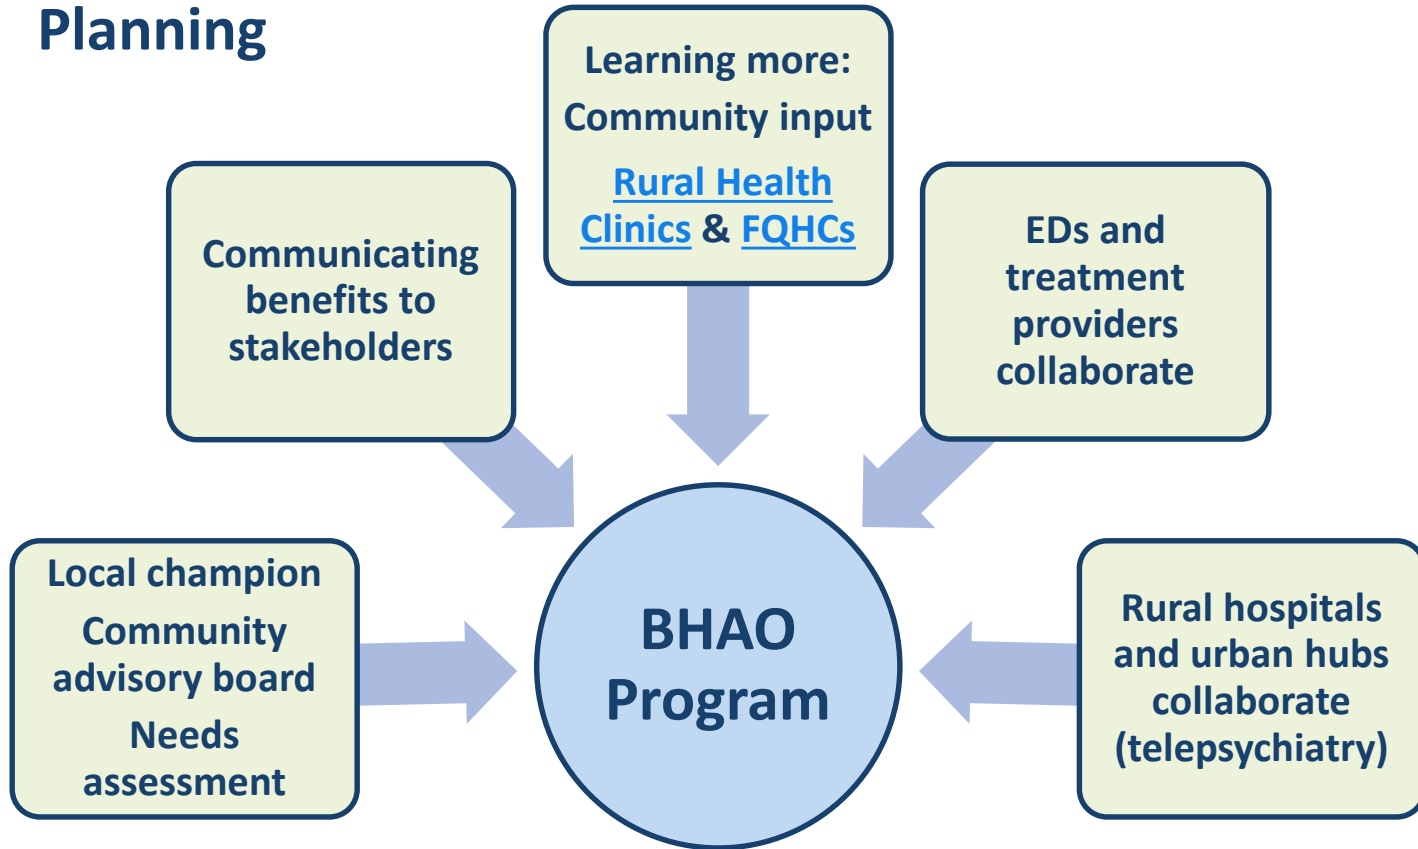 Planning
Learning more:
Community input
Rural Health
Clinics & FQHCs
Communicating
benefits to
stakeholders
EDs and
treatment
providers
collaborate
Local champion
Community
advisory board
Needs
assessment
BHAO
Program
Rural hospitals
and urban hubs
collaborate
(telepsychiatry)